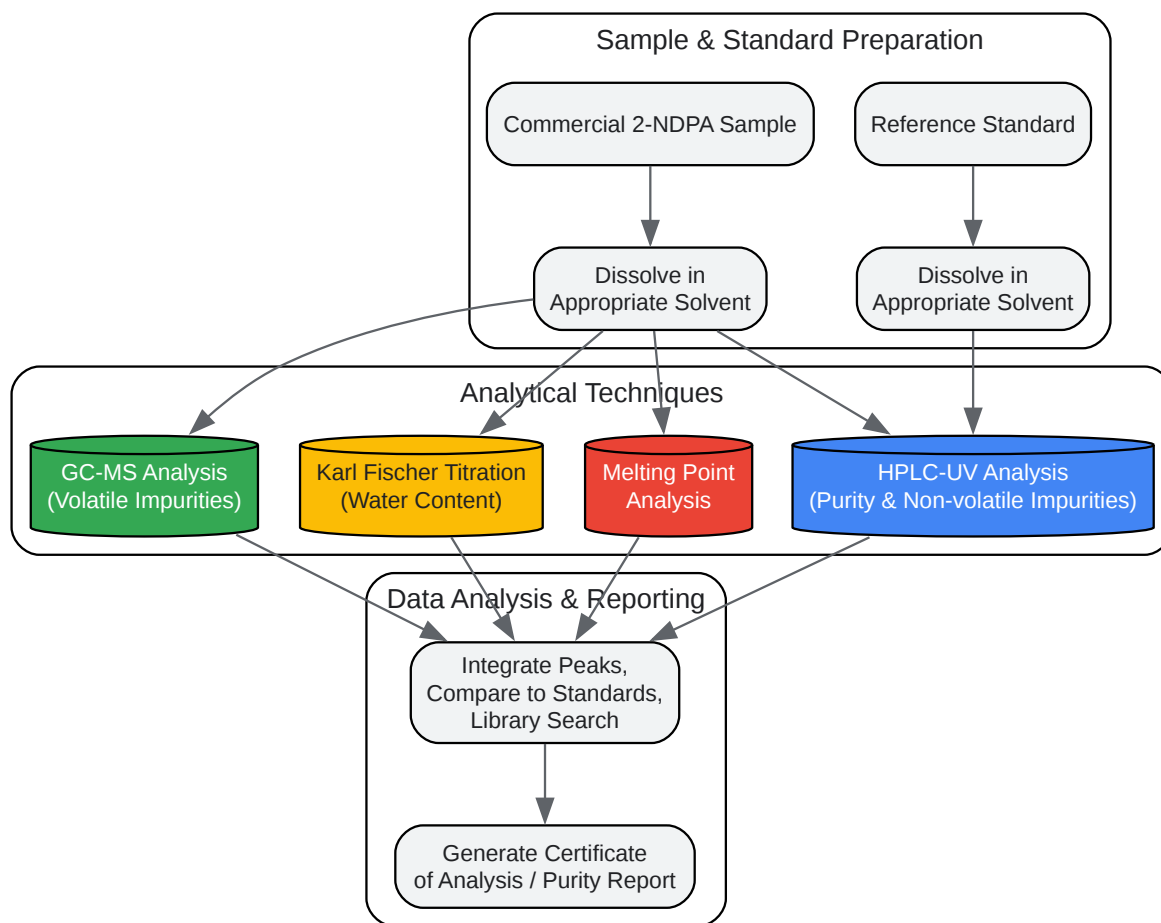 Sample & Standard Preparation
Commercial 2-NDPA Sample
Reference Standard
Dissolve in
Appropriate Solvent
Dissolve in
Appropriate Solvent
Analytical Techniques
GC-MS Analysis
(Volatile Impurities)
Karl Fischer Titration
(Water Content)
Melting Point
Analysis
HPLC-UV Analysis
(Purity & Non-volatile Impurities)
Data Analysis & Reporting
Integrate Peaks,
Compare to Standards,
Library Search
Generate Certificate
of Analysis / Purity Report